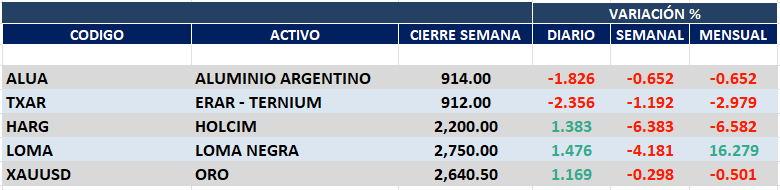 VARIACIÓN %
CODIGO ACTIVO CIERRE SEMANA DIARIO SEMANAL MENSUAL
ALUA ALUMINIO ARGENTINO 914.00 -1.826 -0.652 -0.652
TXAR ERAR - TERNIUM 912.00 -2.356 -1.192 -2.979
HARG HOLCIM 2,200.00 1.383 -6.383 -6.582
LOMA LOMA NEGRA 2,750.00 1.476 -4.181 16.279
XAUUSD ORO 2,640.50 1.169 -0.298 -0.501